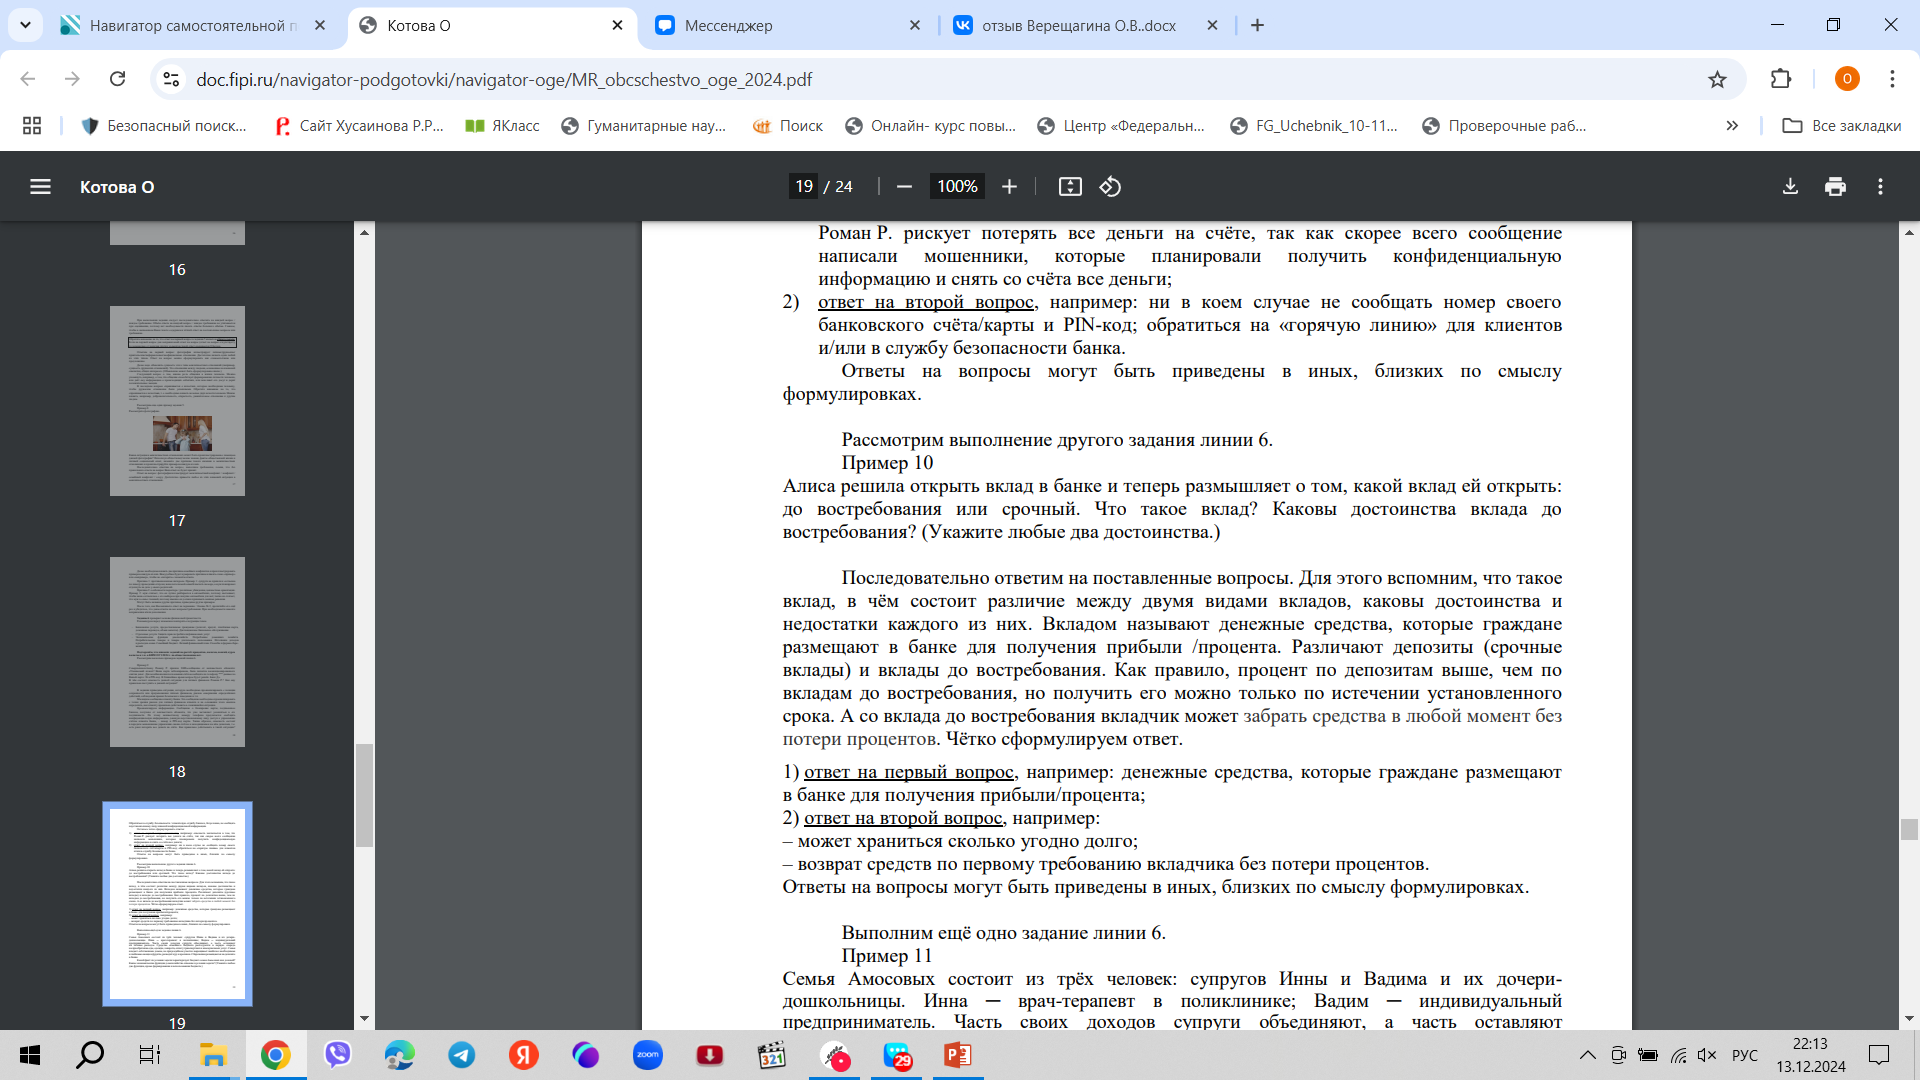 Навигатор самостоятельной п
Котова О
Мессенджер
отзыв Верещагина О.В..docx
doc.fipi.ru/navigator-podgotovki/navigator-oge/MR_obcschestvo_oge_2024.pdf
О
Безопасный поиск...
Сайт Хусаинова Р.Р...
ЯКласс
Гуманитарные нау...
Поиск
Онлайн- курс повы...
Центр «Федеральн...
FG_Uchebnik_10-11...
Проверочные раб...
Все закладки
Котова О
19 / 24
100%
16
17
18
19
Роман Р. рискует потерять все деньги на счёте, так как скорее всего сообщение
написали мошенники, которые планировали получить конфиденциальную
информацию и снять со счёта все деньги;
2) ответ на второй вопрос, например: ни в коем случае не сообщать номер своего
банковского счёта/карты и PIN-код; обратиться на «горячую линию» для клиентов
и/или в службу безопасности банка.
Ответы на вопросы могут быть приведены в иных, близких по смыслу
формулировках.
Рассмотрим выполнение другого задания линии 6.
Пример 10
Алиса решила открыть вклад в банке и теперь размышляет о том, какой вклад ей открыть:
до востребования или срочный. Что такое вклад? Каковы достоинства вклада до
востребования? (Укажите любые два достоинства.)
Последовательно ответим на поставленные вопросы. Для этого вспомним, что такое
вклад, в чём состоит различие между двумя видами вкладов, каковы достоинства и
недостатки каждого из них. Вкладом называют денежные средства, которые граждане
размещают в банке для получения прибыли /процента. Различают депозиты (срочные
вклады) и вклады до востребования. Как правило, процент по депозитам выше, чем по
вкладам до востребования, но получить его можно только по истечении установленного
срока. А со вклада до востребования вкладчик может забрать средства в любой момент без
потери процентов. Чётко сформулируем ответ.
1) ответ на первый вопрос, например: денежные средства, которые граждане размещают
в банке для получения прибыли/процента;
2) ответ на второй вопрос, например:
– может храниться сколько угодно долго;
– возврат средств по первому требованию вкладчика без потери процентов.
Ответы на вопросы могут быть приведены в иных, близких по смыслу формулировках.
Выполним ещё одно задание линии 6.
Пример 11
Семья Амосовых состоит из трёх человек: супругов Инны и Вадима и их дочери-
дошкольницы. Инна — врач-терапевт в поликлинике; Вадим — индивидуальный
предприниматель. Часть своих доходов супруги объединяют, а часть оставляют
zoom
321
29
РУС
22:13
13.12.2024